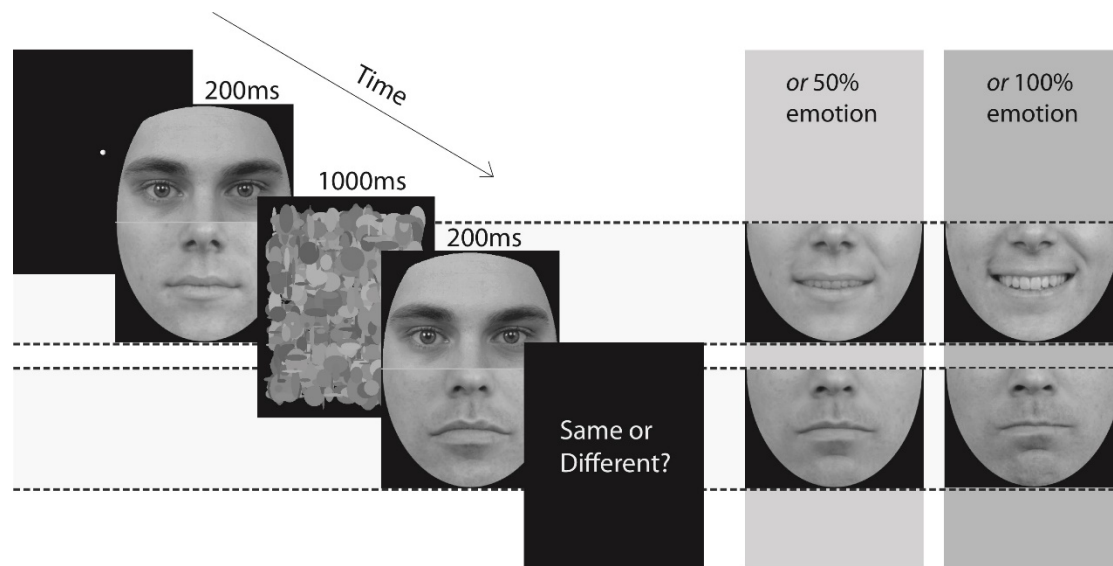 200ms
Time
1000ms
200ms
Same or
Different?
or 50%
emotion
or 100%
emotion